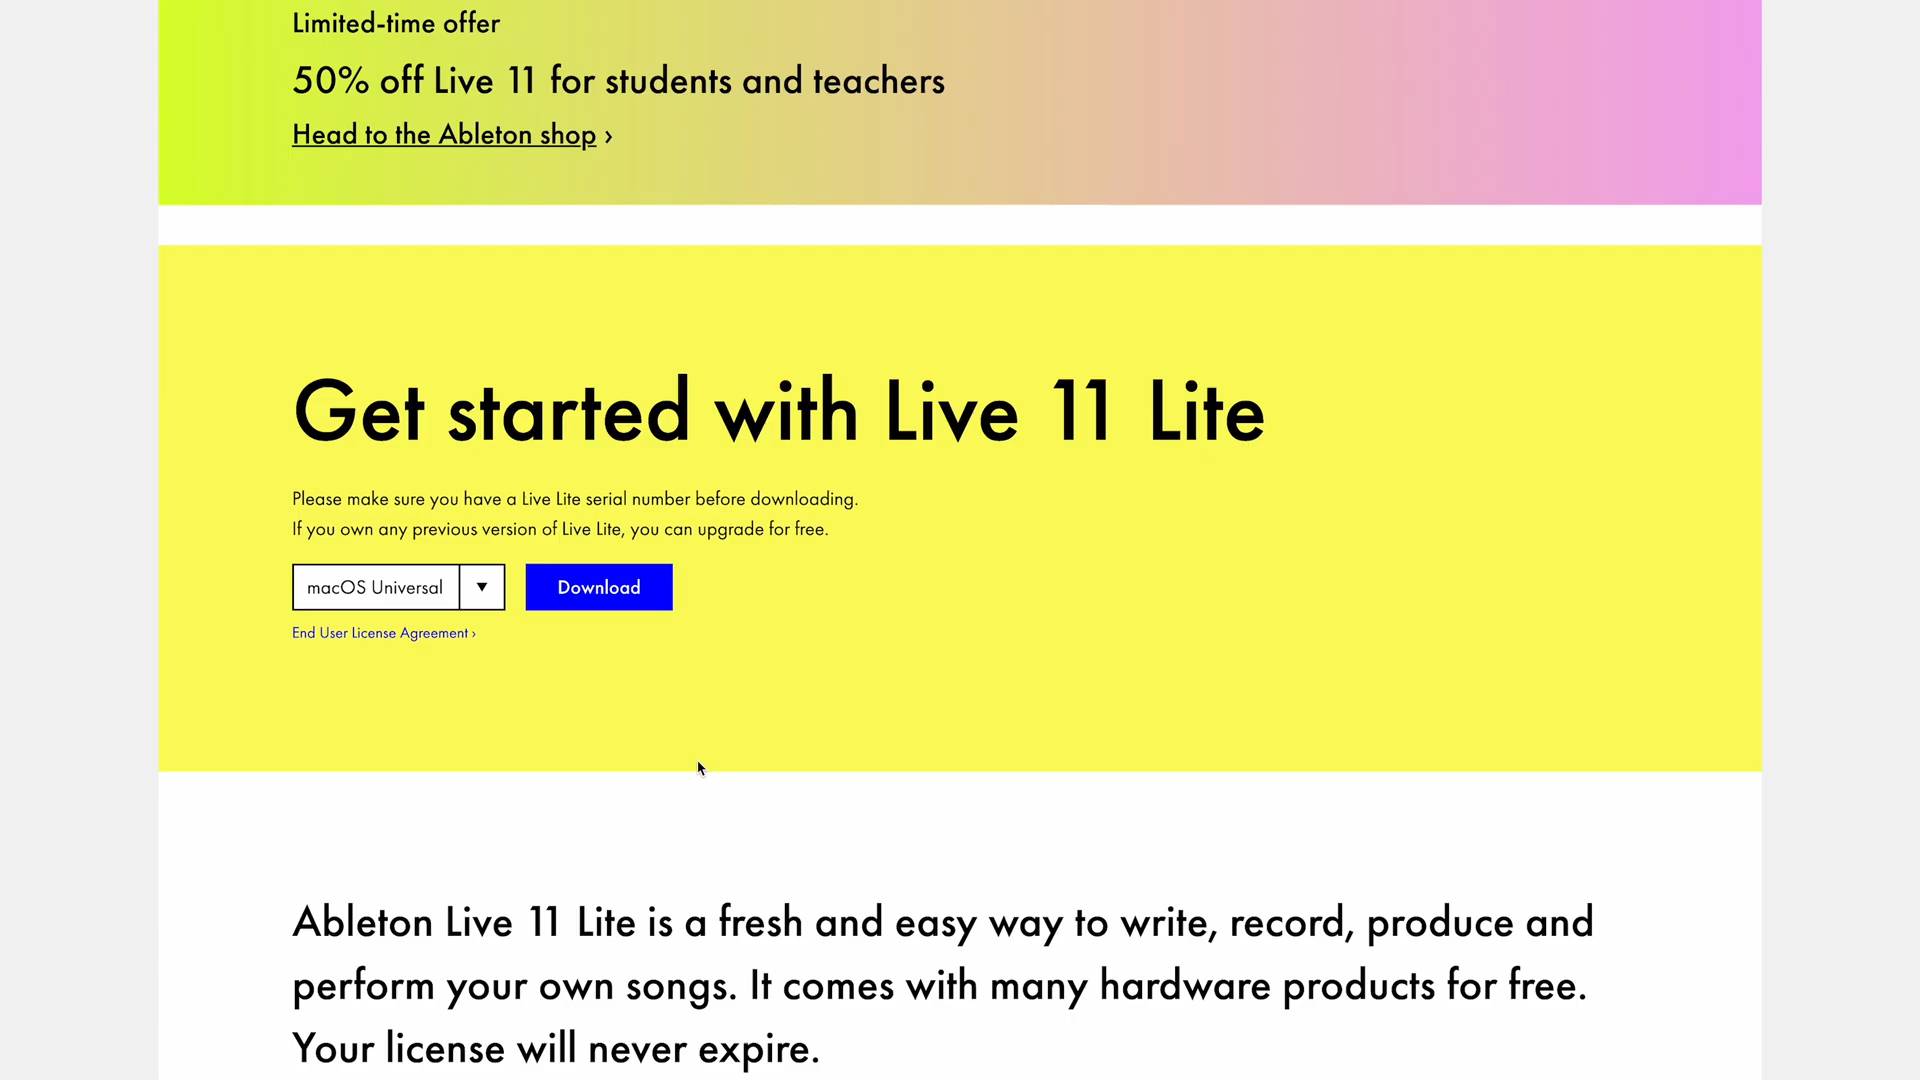 Limited-time offer
50% off Live 11 for students and teachers
Head to the Ableton shop ›
Get started with Live 11 Lite
Please make sure you have a Live Lite serial number before downloading.
If you own any previous version of Live Lite, you can upgrade for free.
macOS Universal ▼ Download
End User License Agreement ›
Ableton Live 11 Lite is a fresh and easy way to write, record, produce and
perform your own songs. It comes with many hardware products for free.
Your license will never expire.